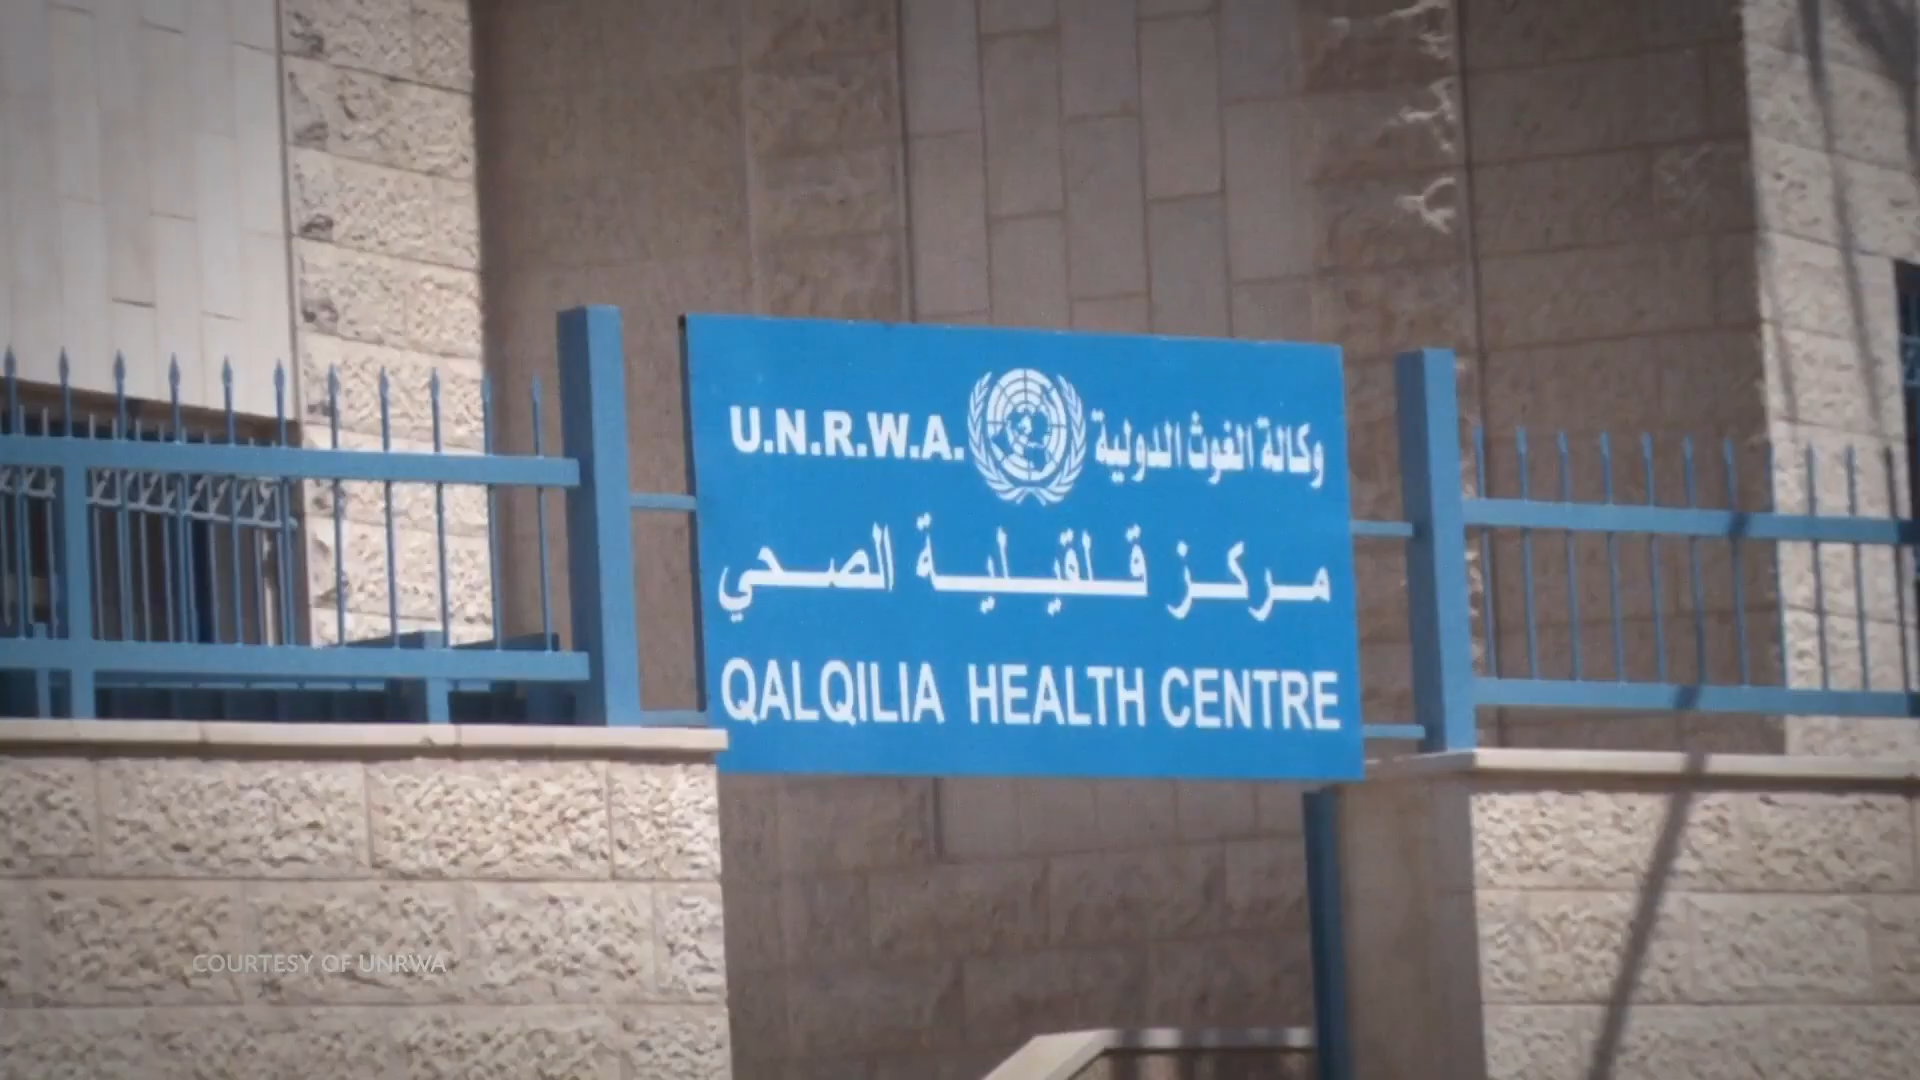 U.N.R.W.A. وكالة الغوث الدولية
مركز قلقيلية الصحي
QALQILIA HEALTH CENTRE
COURTESY OF UNRWA